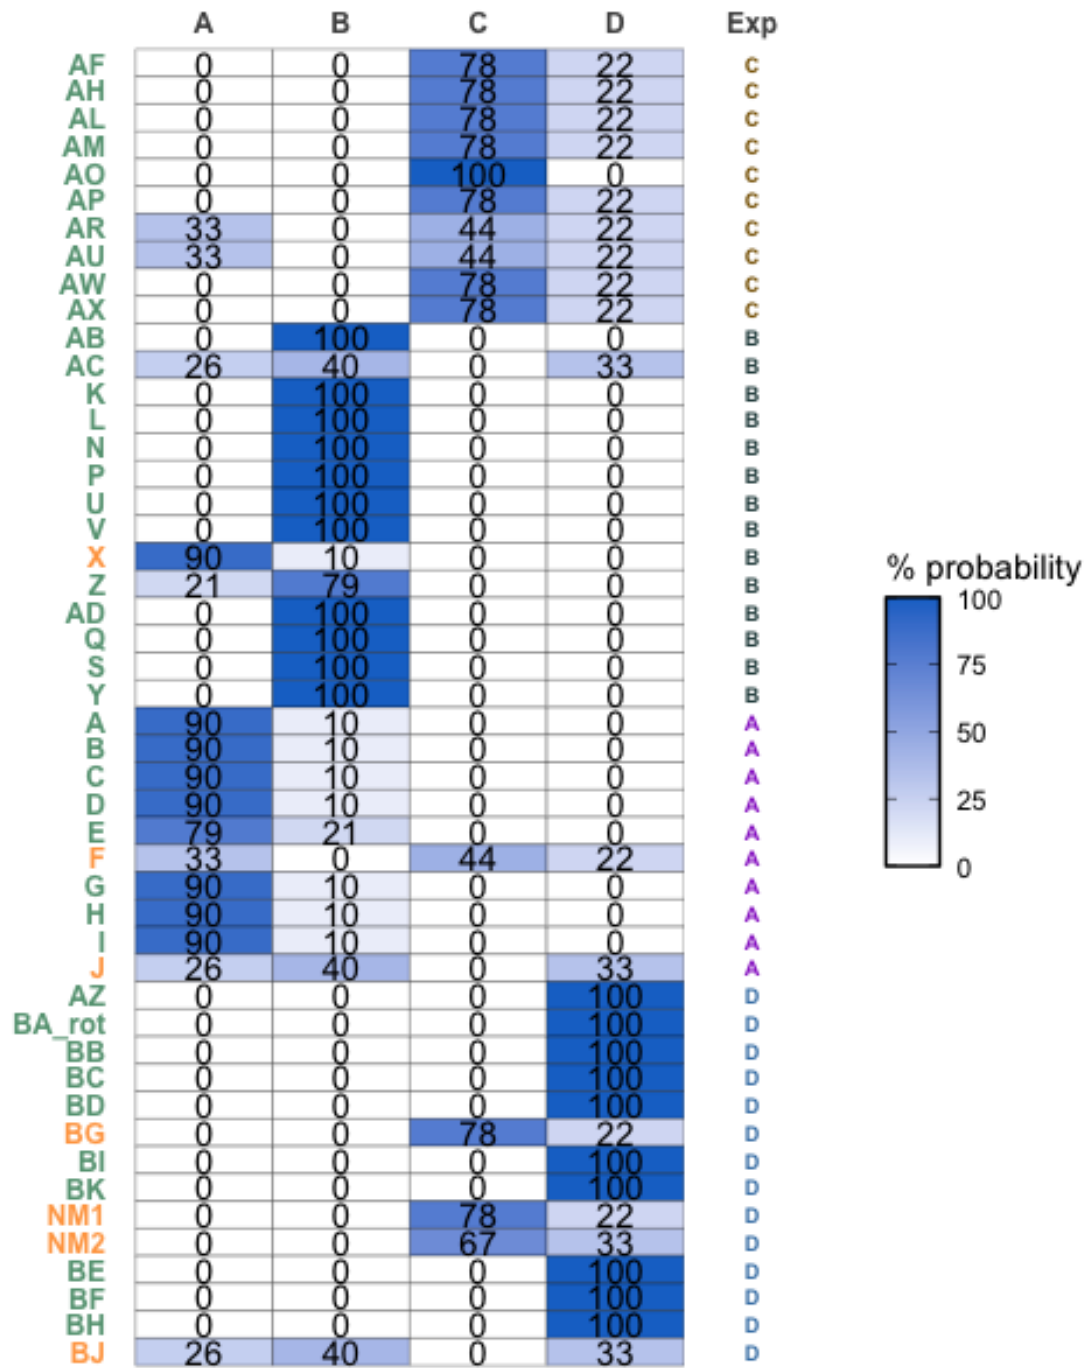 A B C D Exp
AF 0 0 78 22 C
AH 0 0 78 22 C
AL 0 0 78 22 C
AM 0 0 78 22 C
AO 0 0 100 0 C
AP 0 0 78 22 C
AR 33 0 44 22 C
AU 33 0 44 22 C
AW 0 0 78 22 C
AX 0 0 78 22 C
AB 0 100 0 0 B
AC 26 40 0 33 B
K 0 100 0 0 B
L 0 100 0 0 B
N 0 100 0 0 B
P 0 100 0 0 B
U 0 100 0 0 B
V 0 100 0 0 B
X 90 10 0 0 B
Z 21 79 0 0 B
AD 0 100 0 0 B
Q 0 100 0 0 B
S 0 100 0 0 B
Y 0 100 0 0 B
A 90 10 0 0 A
B 90 10 0 0 A
C 90 10 0 0 A
D 90 10 0 0 A
E 79 21 0 0 A
F 33 0 44 22 A
G 90 10 0 0 A
H 90 10 0 0 A
I 90 10 0 0 A
J 26 40 0 33 A
AZ 0 0 0 100 D
BA_rot 0 0 0 100 D
BB 0 0 0 100 D
BC 0 0 0 100 D
BD 0 0 0 100 D
BG 0 0 78 22 D
BI 0 0 0 100 D
BK 0 0 0 100 D
NM1 0 0 78 22 D
NM2 0 0 67 33 D
BE 0 0 0 100 D
BF 0 0 0 100 D
BH 0 0 0 100 D
BJ 26 40 0 33 D
% probability
100
75
50
25
0